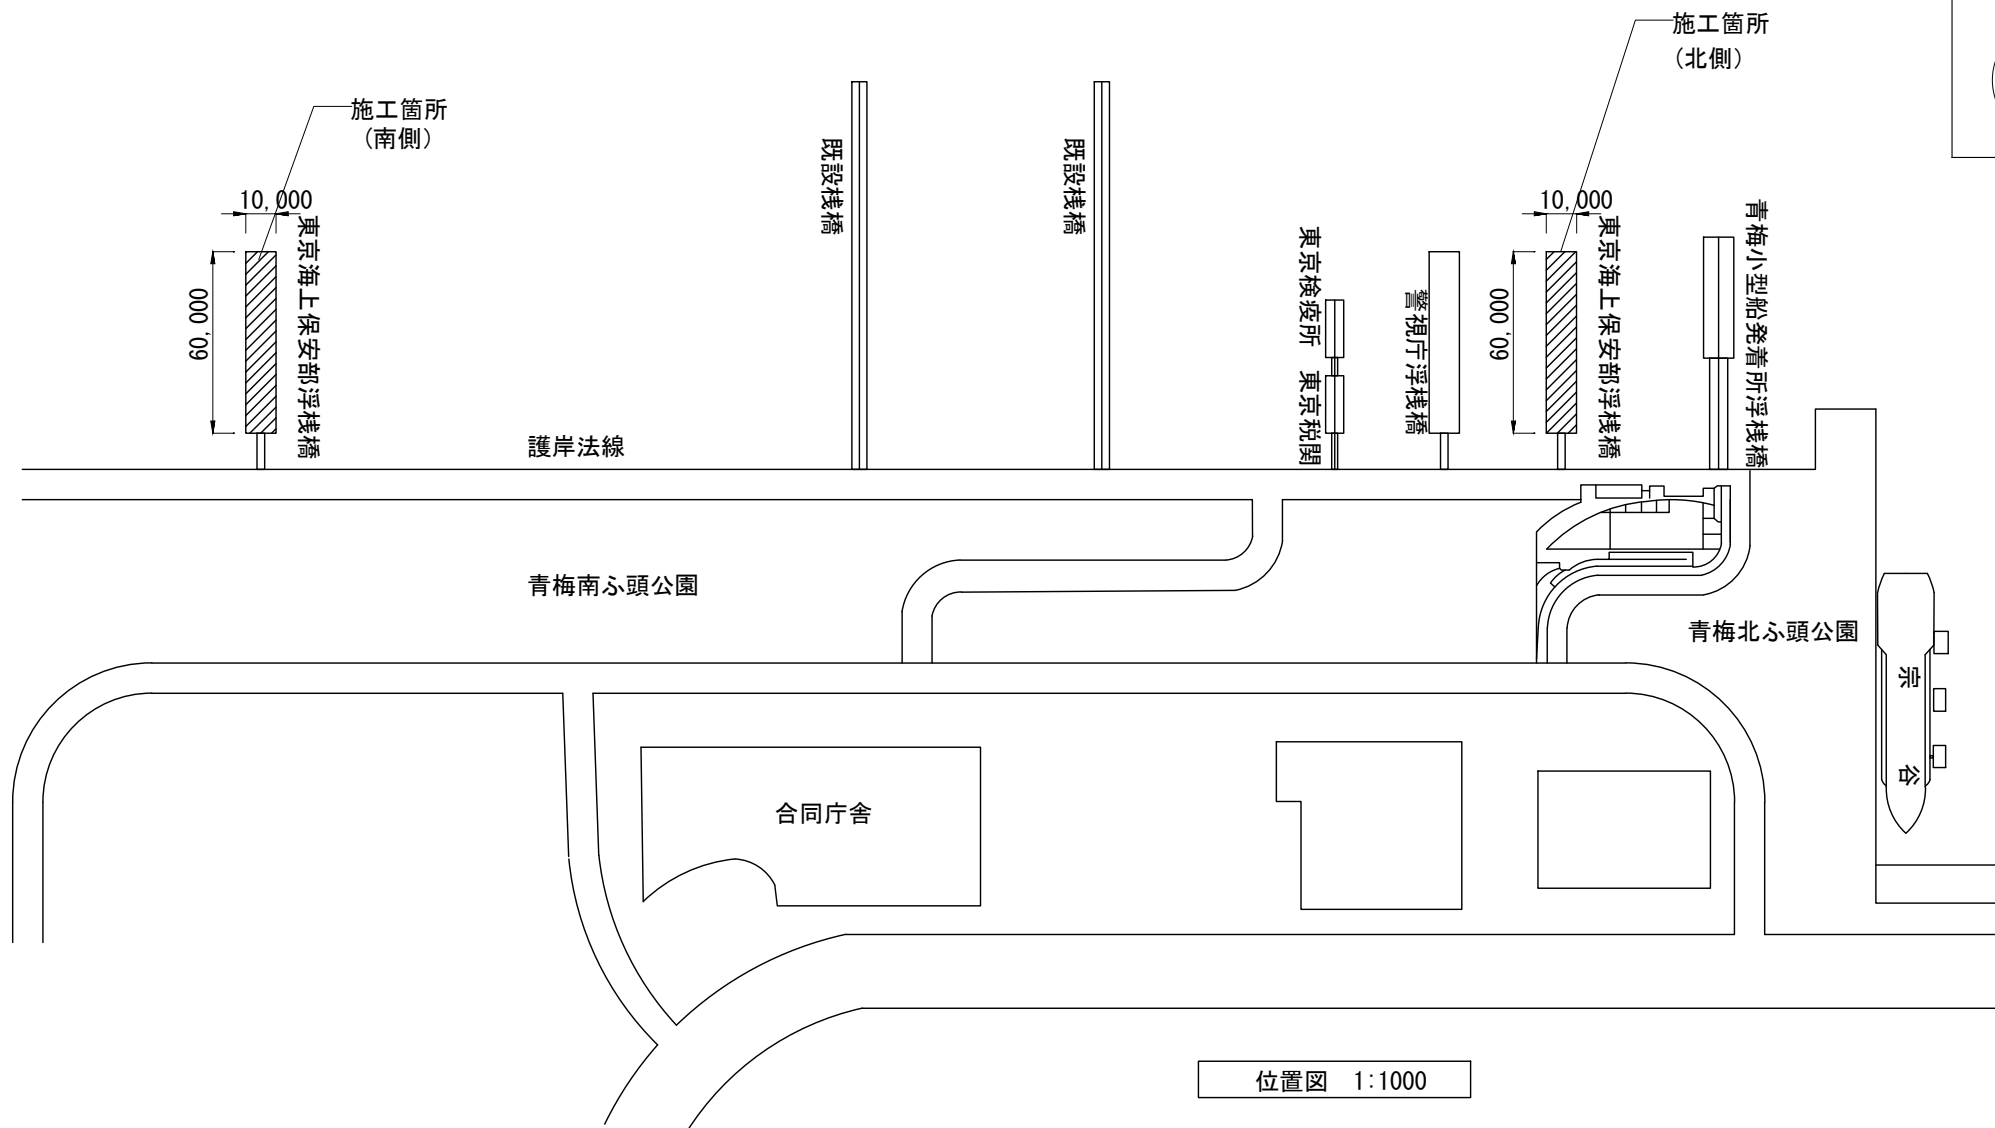 施工箇所
(北側)
施工箇所
(南側)
既設桟橋
既設桟橋
10,000
10,000
60,000
60,000
東京海上保安部浮桟橋
東京検疫所
東京税関
警視庁浮桟橋
東京海上保安部浮桟橋
青梅小型船発着所浮桟橋
護岸法線
青梅南ふ頭公園
青梅北ふ頭公園
宗谷
合同庁舎
位置図 1:1000